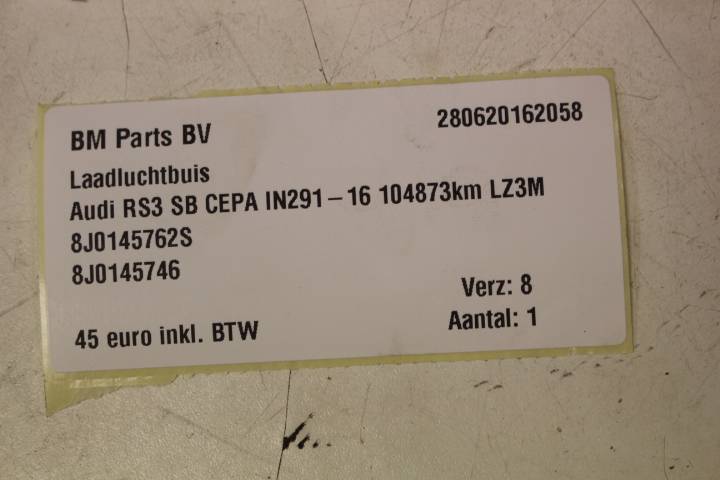 BM Parts BV 280620162058
Laadluchtbuis
Audi RS3 SB CEPA IN291 – 16 104873km LZ3M
8J0145762S
8J0145746
Verz: 8
45 euro inkl. BTW Aantal: 1